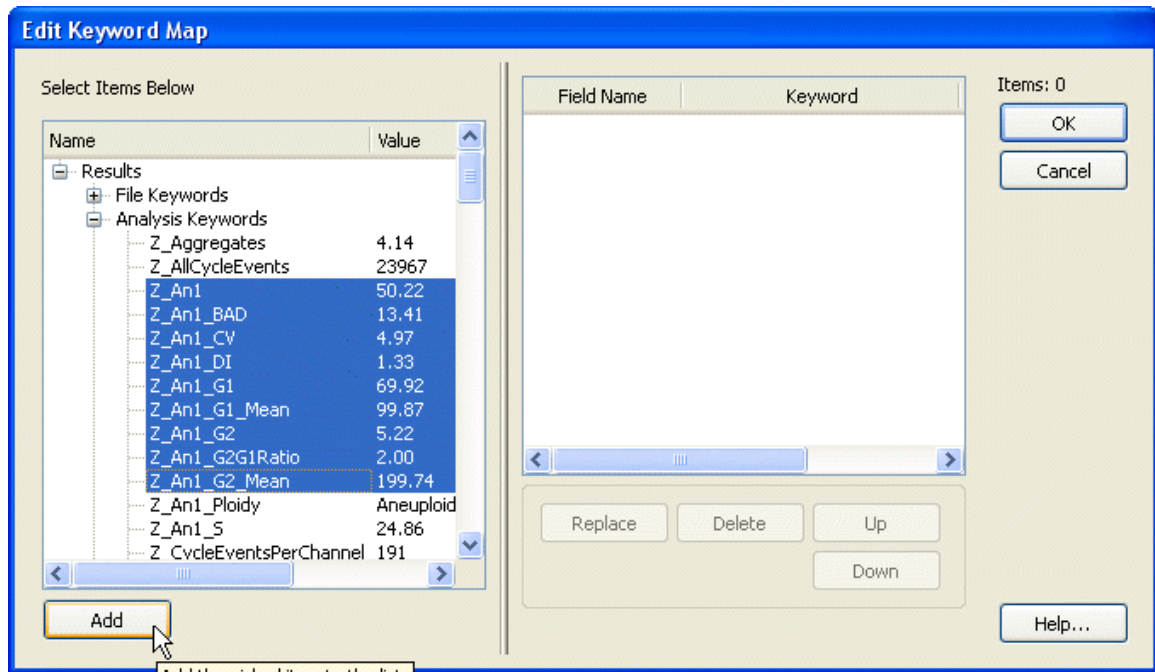 Edit Keyword Map
Select Items Below
Name Value
Results
File Keywords
Analysis Keywords
Z_Aggregates 4.14
Z_AllCycleEvents 23967
Z_An1 50.22
Z_An1_BAD 13.41
Z_An1_CV 4.97
Z_An1_DI 1.33
Z_An1_G1 69.92
Z_An1_G1_Mean 99.87
Z_An1_G2 5.22
Z_An1_G2G1Ratio 2.00
Z_An1_G2_Mean 199.74
Z_An1_Ploidy Aneuploid
Z_An1_S 24.86
Z_CycleEventsPerChannel 191
Add
Field Name Keyword
Replace Delete Up
Down
Items: 0
OK
Cancel
Help...